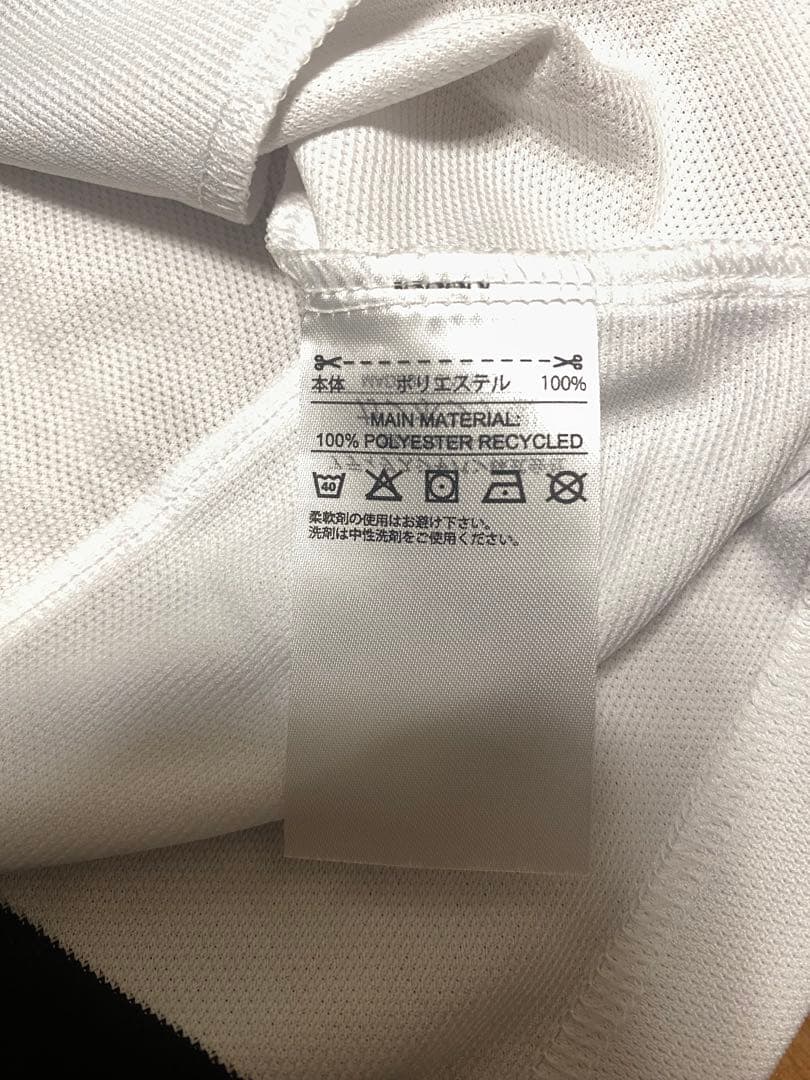 本体 ポリエステル 100%
MAIN MATERIAL:
100% POLYESTER RECYCLED
40
柔軟剤の使用はお避け下さい。
洗剤は中性洗剤をご使用ください。